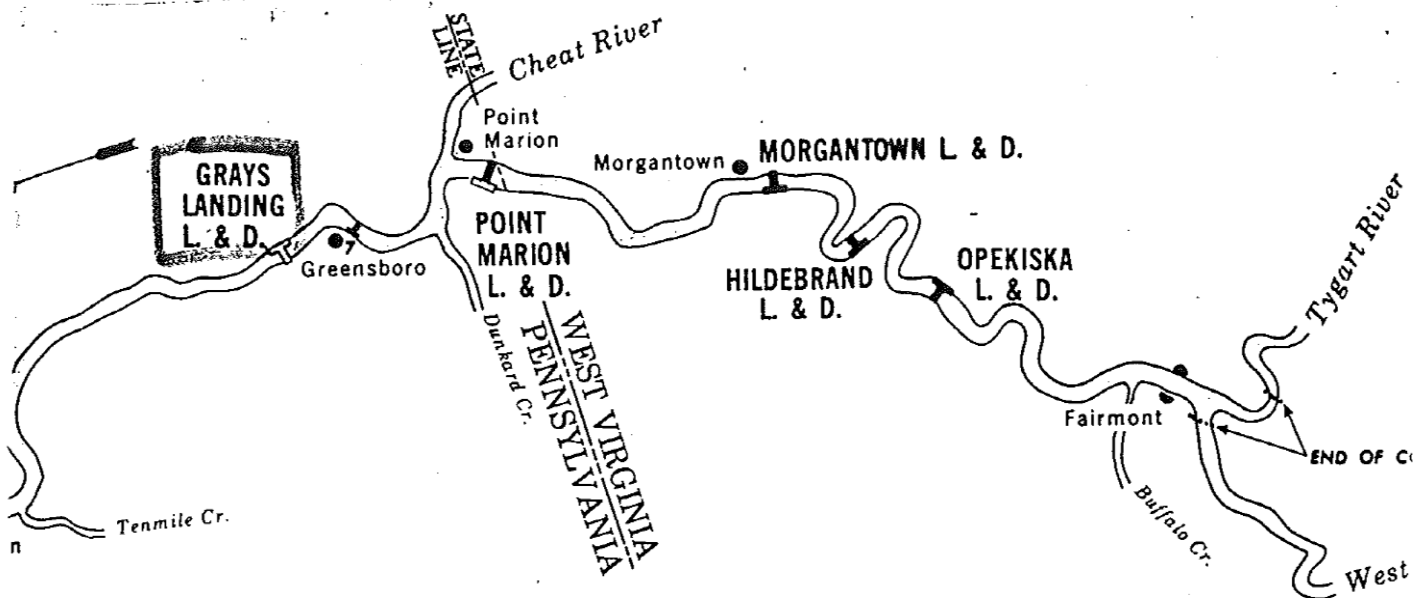 STATE
LINE
Cheat River
Point
Marion
GRAYS
LANDING
L. & D.
7
Greensboro
POINT
MARION
L. & D.
Morgantown
MORGANTOWN L. & D.
HILDEBRAND
L. & D.
OPEKISKA
L. & D.
Tygart River
Dunkard Cr.
WEST VIRGINIA
PENNSYLVANIA
Fairmont
END OF
Buffalo Cr.
Tenmile Cr.
n
West